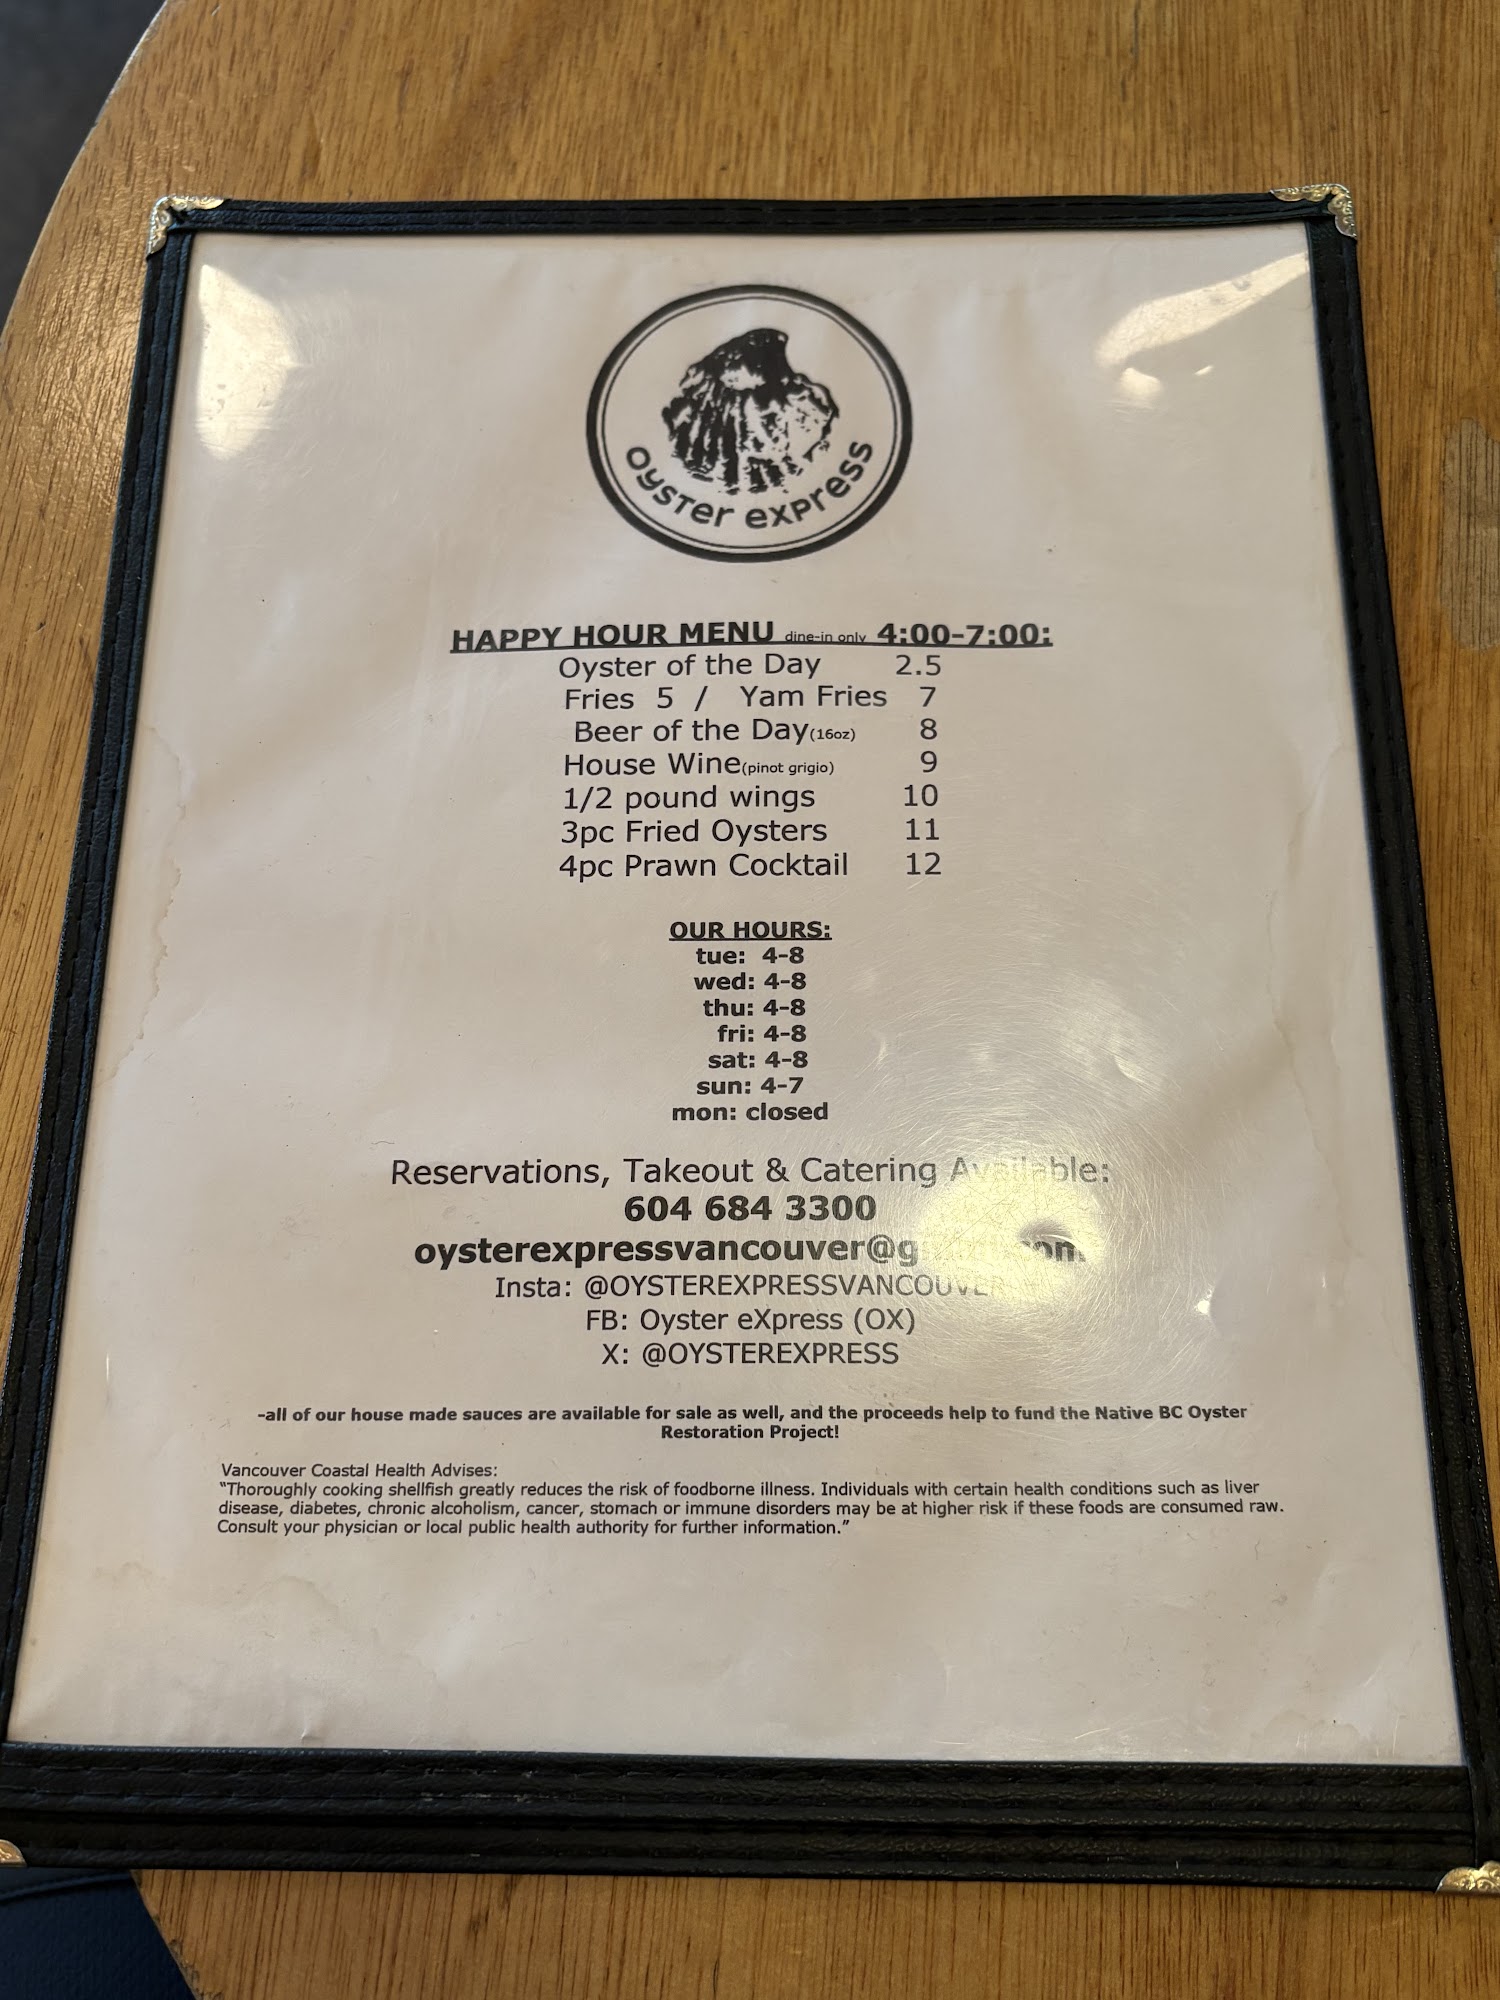 oyster express
HAPPY HOUR MENU dine-in only 4:00-7:00:
Oyster of the Day 2.5
Fries 5 / Yam Fries 7
Beer of the Day(16oz) 8
House Wine(pinot grigio) 9
1/2 pound wings 10
3pc Fried Oysters 11
4pc Prawn Cocktail 12
OUR HOURS:
tue: 4-8
wed: 4-8
thu: 4-8
fri: 4-8
sat: 4-8
sun: 4-7
mon: closed
Reservations, Takeout & Catering Available:
604 684 3300
Insta: @OYSTEREXPRESSVANCOUVER
FB: Oyster eXpress (OX)
X: @OYSTEREXPRESS
-all of our house made sauces are available for sale as well, and the proceeds help to fund the Native BC Oyster
Restoration Project!
Vancouver Coastal Health Advises:
"Thoroughly cooking shellfish greatly reduces the risk of foodborne illness. Individuals with certain health conditions such as liver
disease, diabetes, chronic alcoholism, cancer, stomach or immune disorders may be at higher risk if these foods are consumed raw.
Consult your physician or local public health authority for further information."